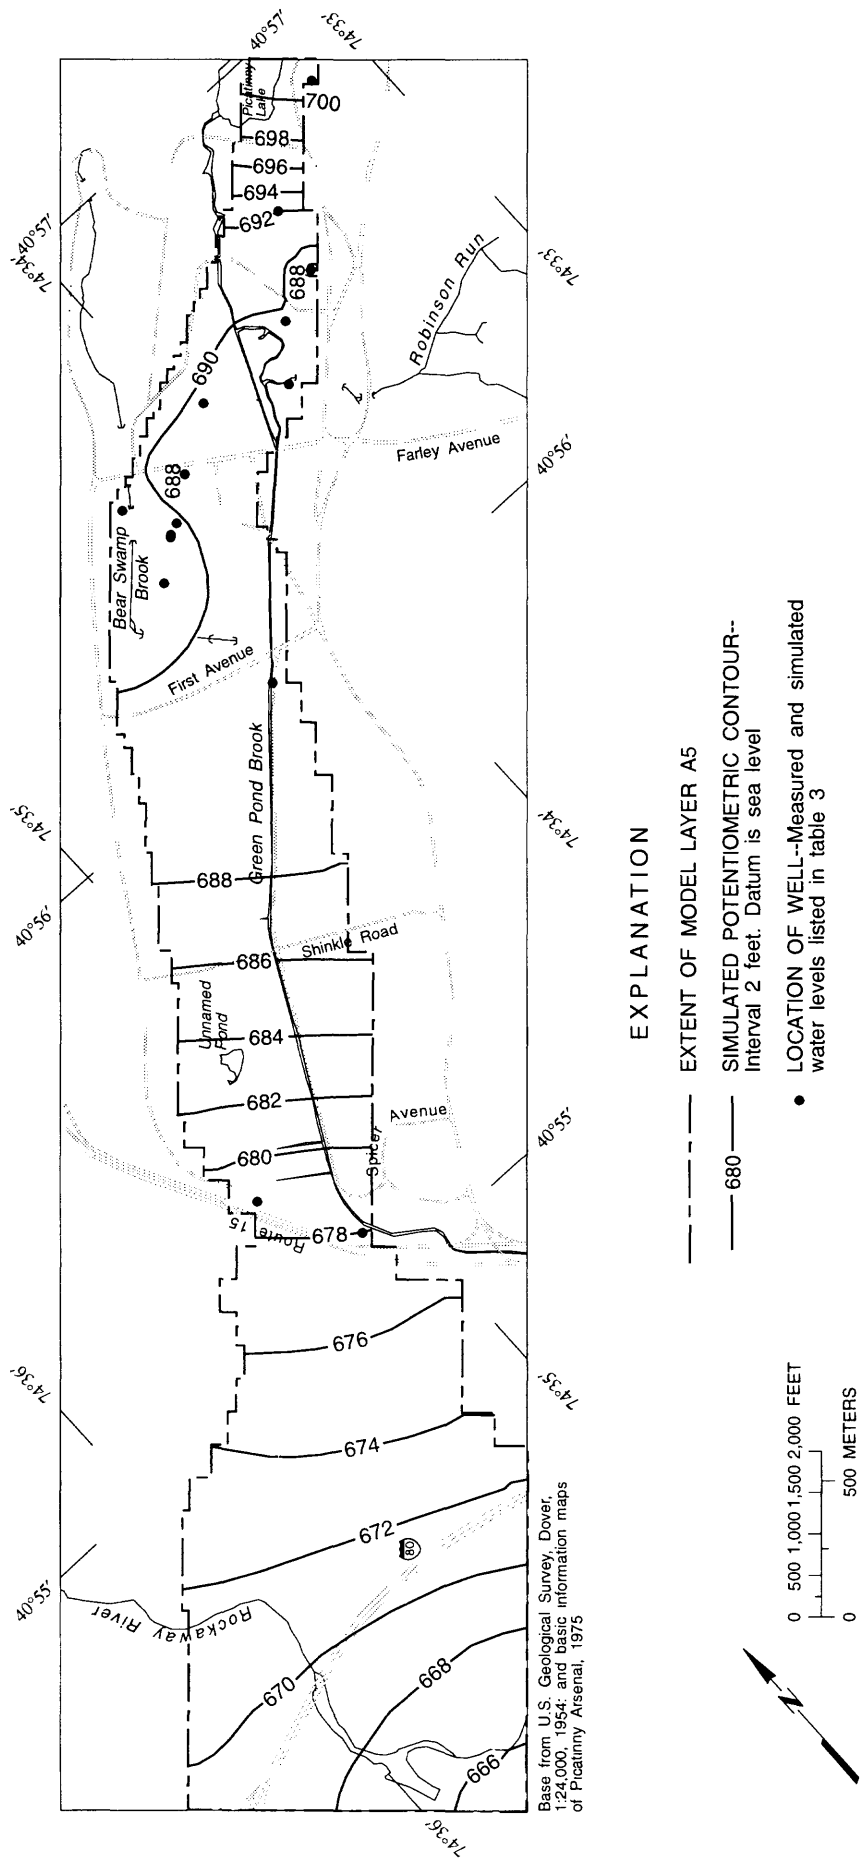 40°57′
74°33′
Picatinny
Lake
700
698
696
694
692
688
40°57′
74°34′
690
Robinson Run
74°33′
Farley Avenue
40°56′
688
Bear Swamp
Brook
First Avenue
Green Pond Brook
74°35′
74°34′
40°56′
688
Shinkle Road
686
Unnamed
Pond
684
682
Avenue
Spicer
680
40°55′
Route 15
678
676
74°36′
74°35′
674
672
80
40°55′
Rockaway River
670
668
666
74°36′
Base from U.S. Geological Survey, Dover,
1:24,000, 1954: and basic information maps
of Picatinny Arsenal, 1975
EXPLANATION
EXTENT OF MODEL LAYER A5
680
SIMULATED POTENTIOMETRIC CONTOUR--
Interval 2 feet. Datum is sea level
LOCATION OF WELL--Measured and simulated
water levels listed in table 3
0 500 1,000 1,500 2,000 FEET
0 500 METERS
N